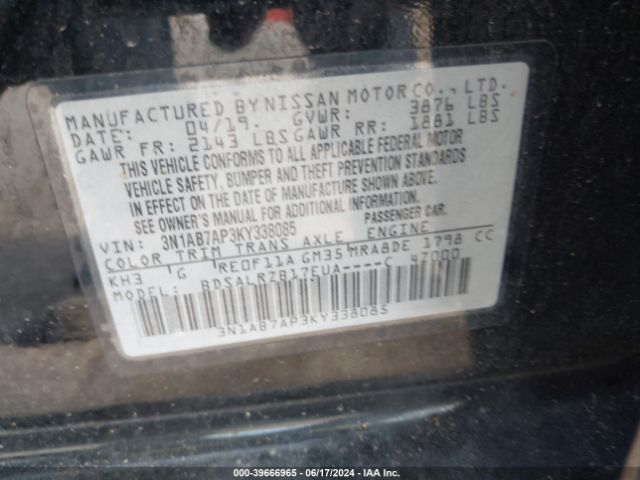 MANUFACTURED BY NISSAN MOTOR CO., LTD.
DATE: 04/19. GVWR: 3876 LBS
GAWR FR: 2143 LBS GAWR RR: 1881 LBS
THIS VEHICLE CONFORMS TO ALL APPLICABLE FEDERAL MOTOR
VEHICLE SAFETY, BUMPER AND THEFT PREVENTION STANDARDS
IN EFFECT ON THE DATE OF MANUFACTURE SHOWN ABOVE.
SEE OWNER'S MANUAL FOR ADDITIONAL INFORMATION.
VIN: 3N1AB7AP3KY338085 PASSENGER CAR.
COLOR TRIM TRANS AXLE ENGINE
KH3 G RE0F11A GM35 MRA8DE 1798 CC
MODEL: BDSALRZB17EUA----C 47000
3N1AB7AP3KY338085
000-39666965 - 06/17/2024 - IAA Inc.